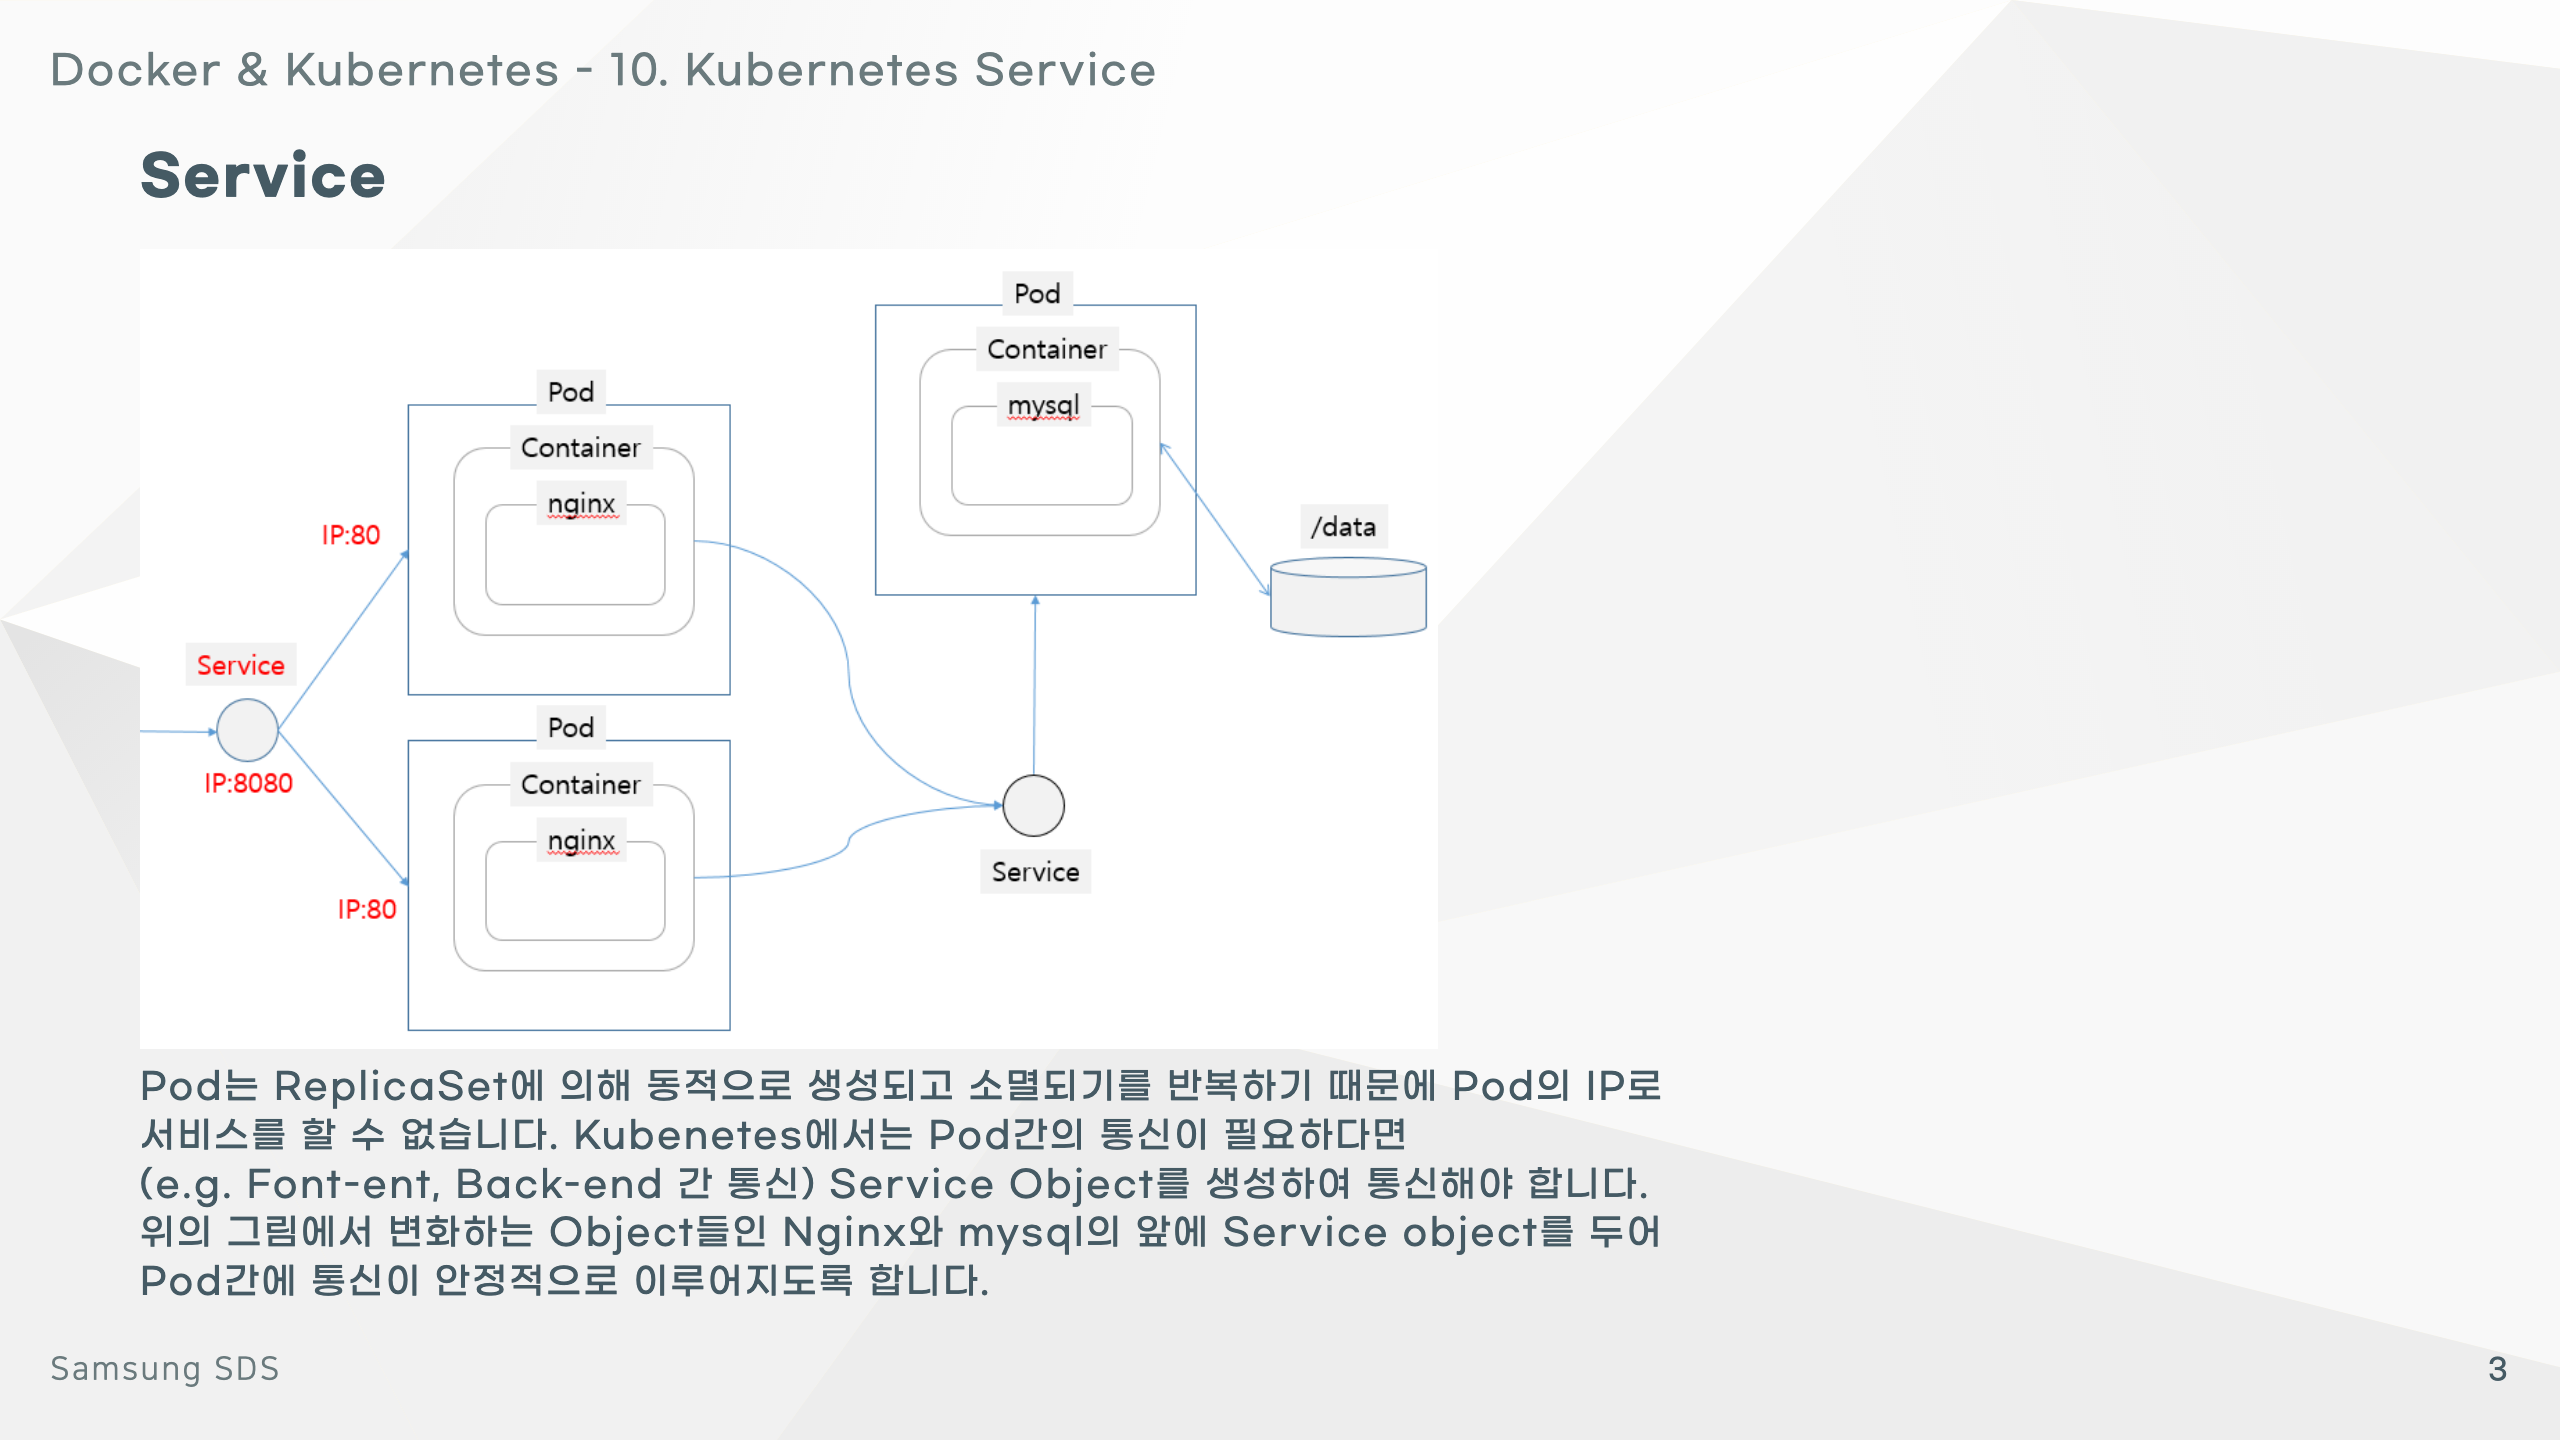 Docker & Kubernetes - 10. Kubernetes Service
Service
Pod
Container
mysql
Pod
Container
nginx
IP:80
/data
Service
IP:8080
Pod
Container
nginx
IP:80
Service
Pod는 ReplicaSet에 의해 동적으로 생성되고 소멸되기를 반복하기 때문에 Pod의 IP로
서비스를 할 수 없습니다. Kubenetes에서는 Pod간의 통신이 필요하다면
(e.g. Font-ent, Back-end 간 통신) Service Object를 생성하여 통신해야 합니다.
위의 그림에서 변화하는 Object들인 Nginx와 mysql의 앞에 Service object를 두어
Pod간에 통신이 안정적으로 이루어지도록 합니다.
Samsung SDS
3